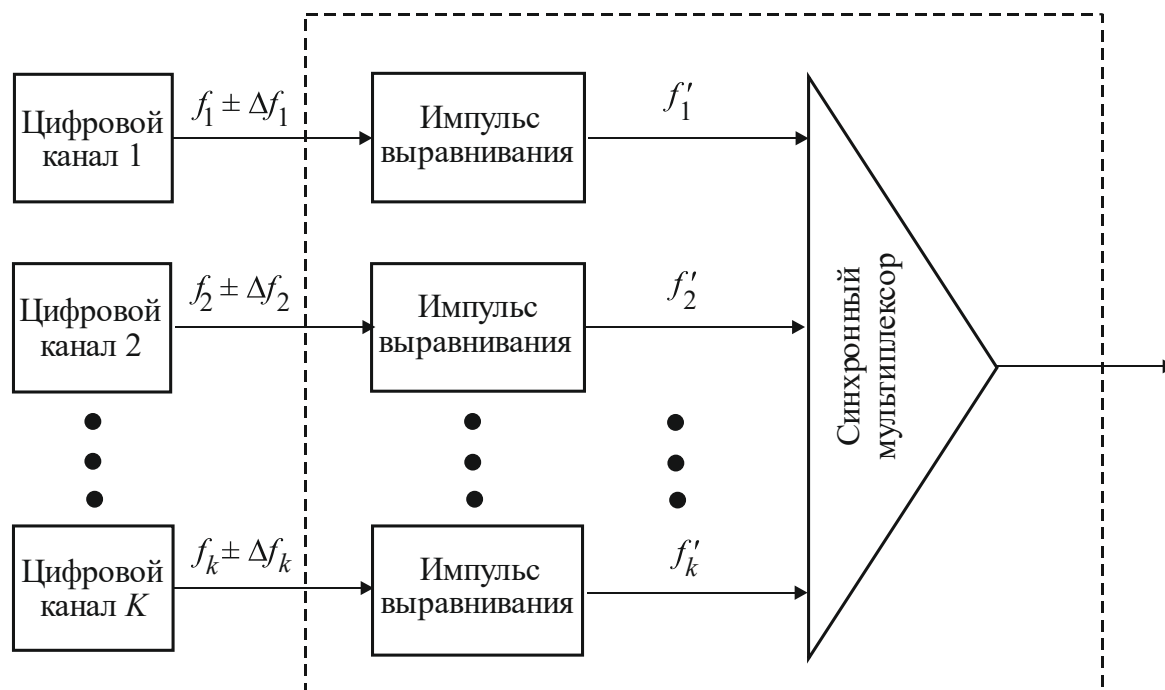 Цифровой
канал 1
f₁ ± Δf₁
Импульс
выравнивания
f₁′
Цифровой
канал 2
f₂ ± Δf₂
Импульс
выравнивания
f₂′
Синхронный
мультиплексор
Цифровой
канал K
fₖ ± Δfₖ
Импульс
выравнивания
fₖ′